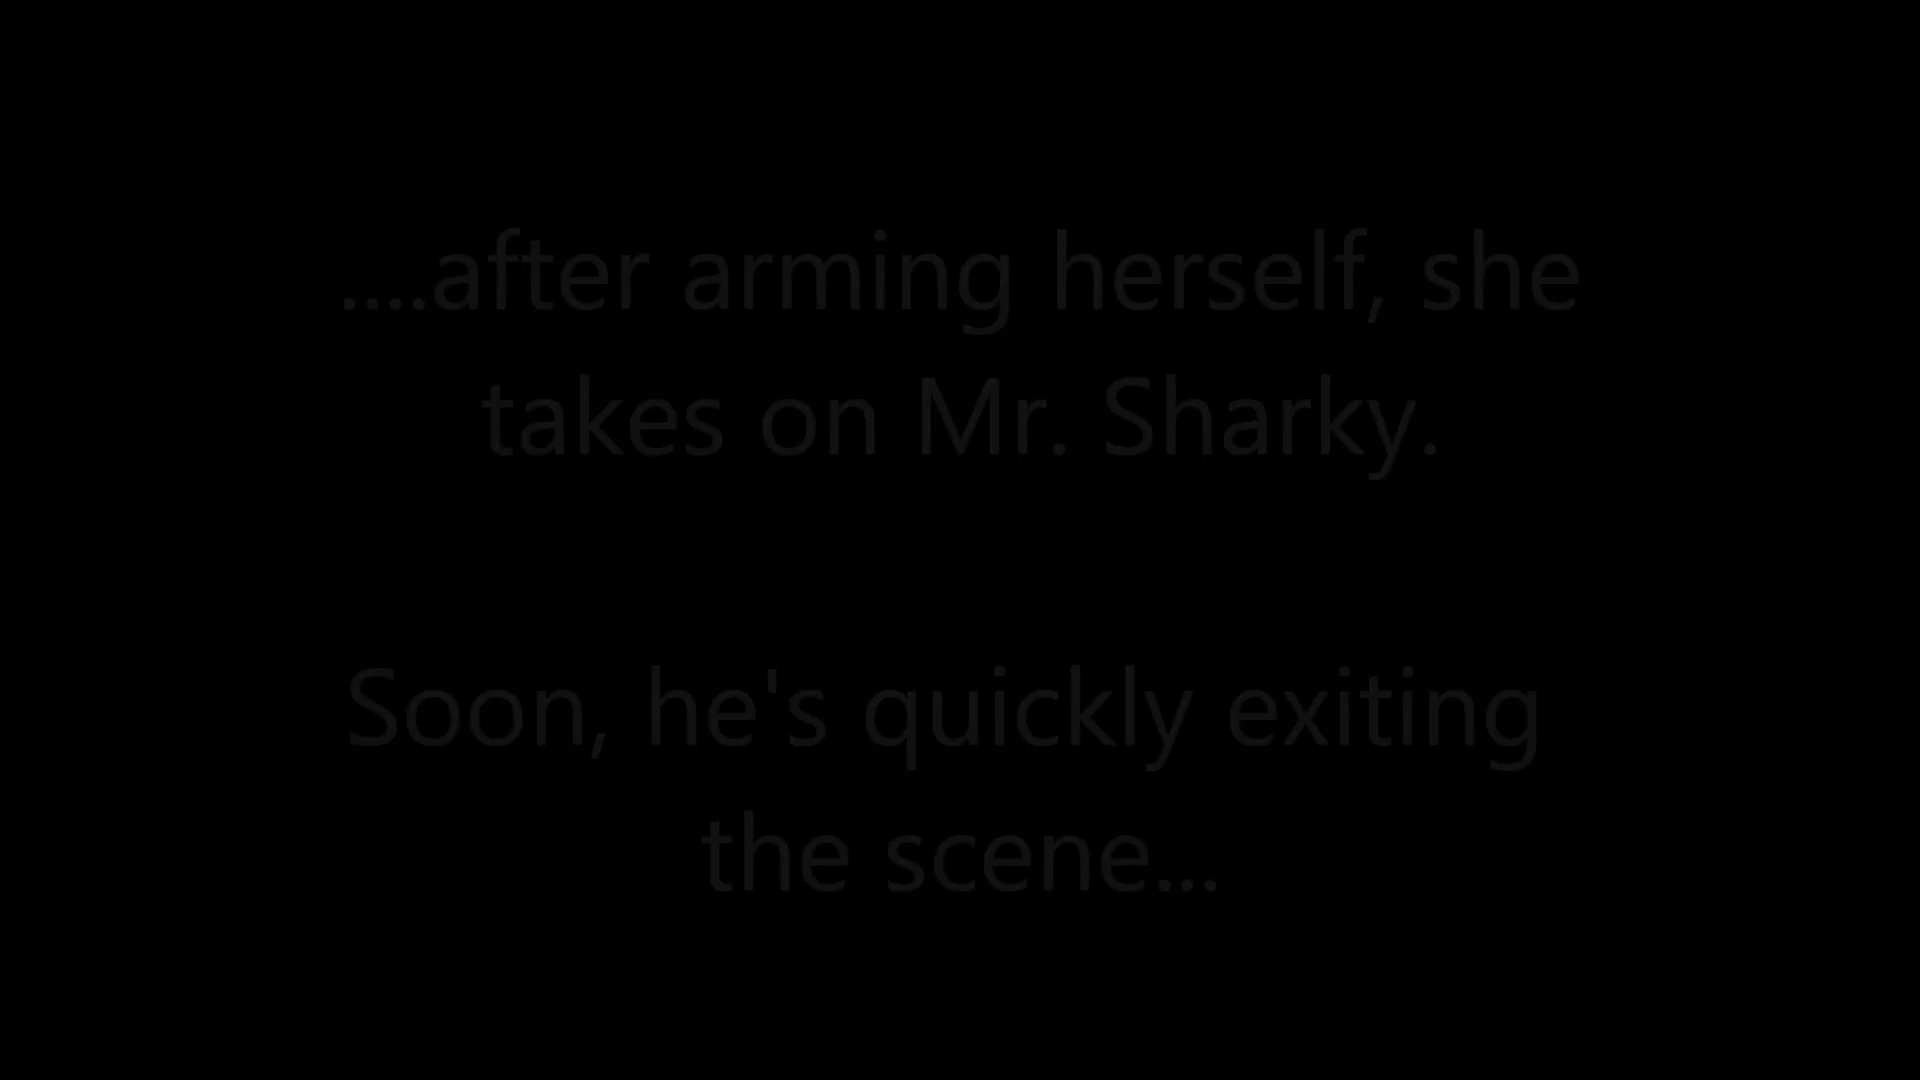 ....after arming herself, she
takes on Mr. Sharky.
Soon, he's quickly exiting
the scene...